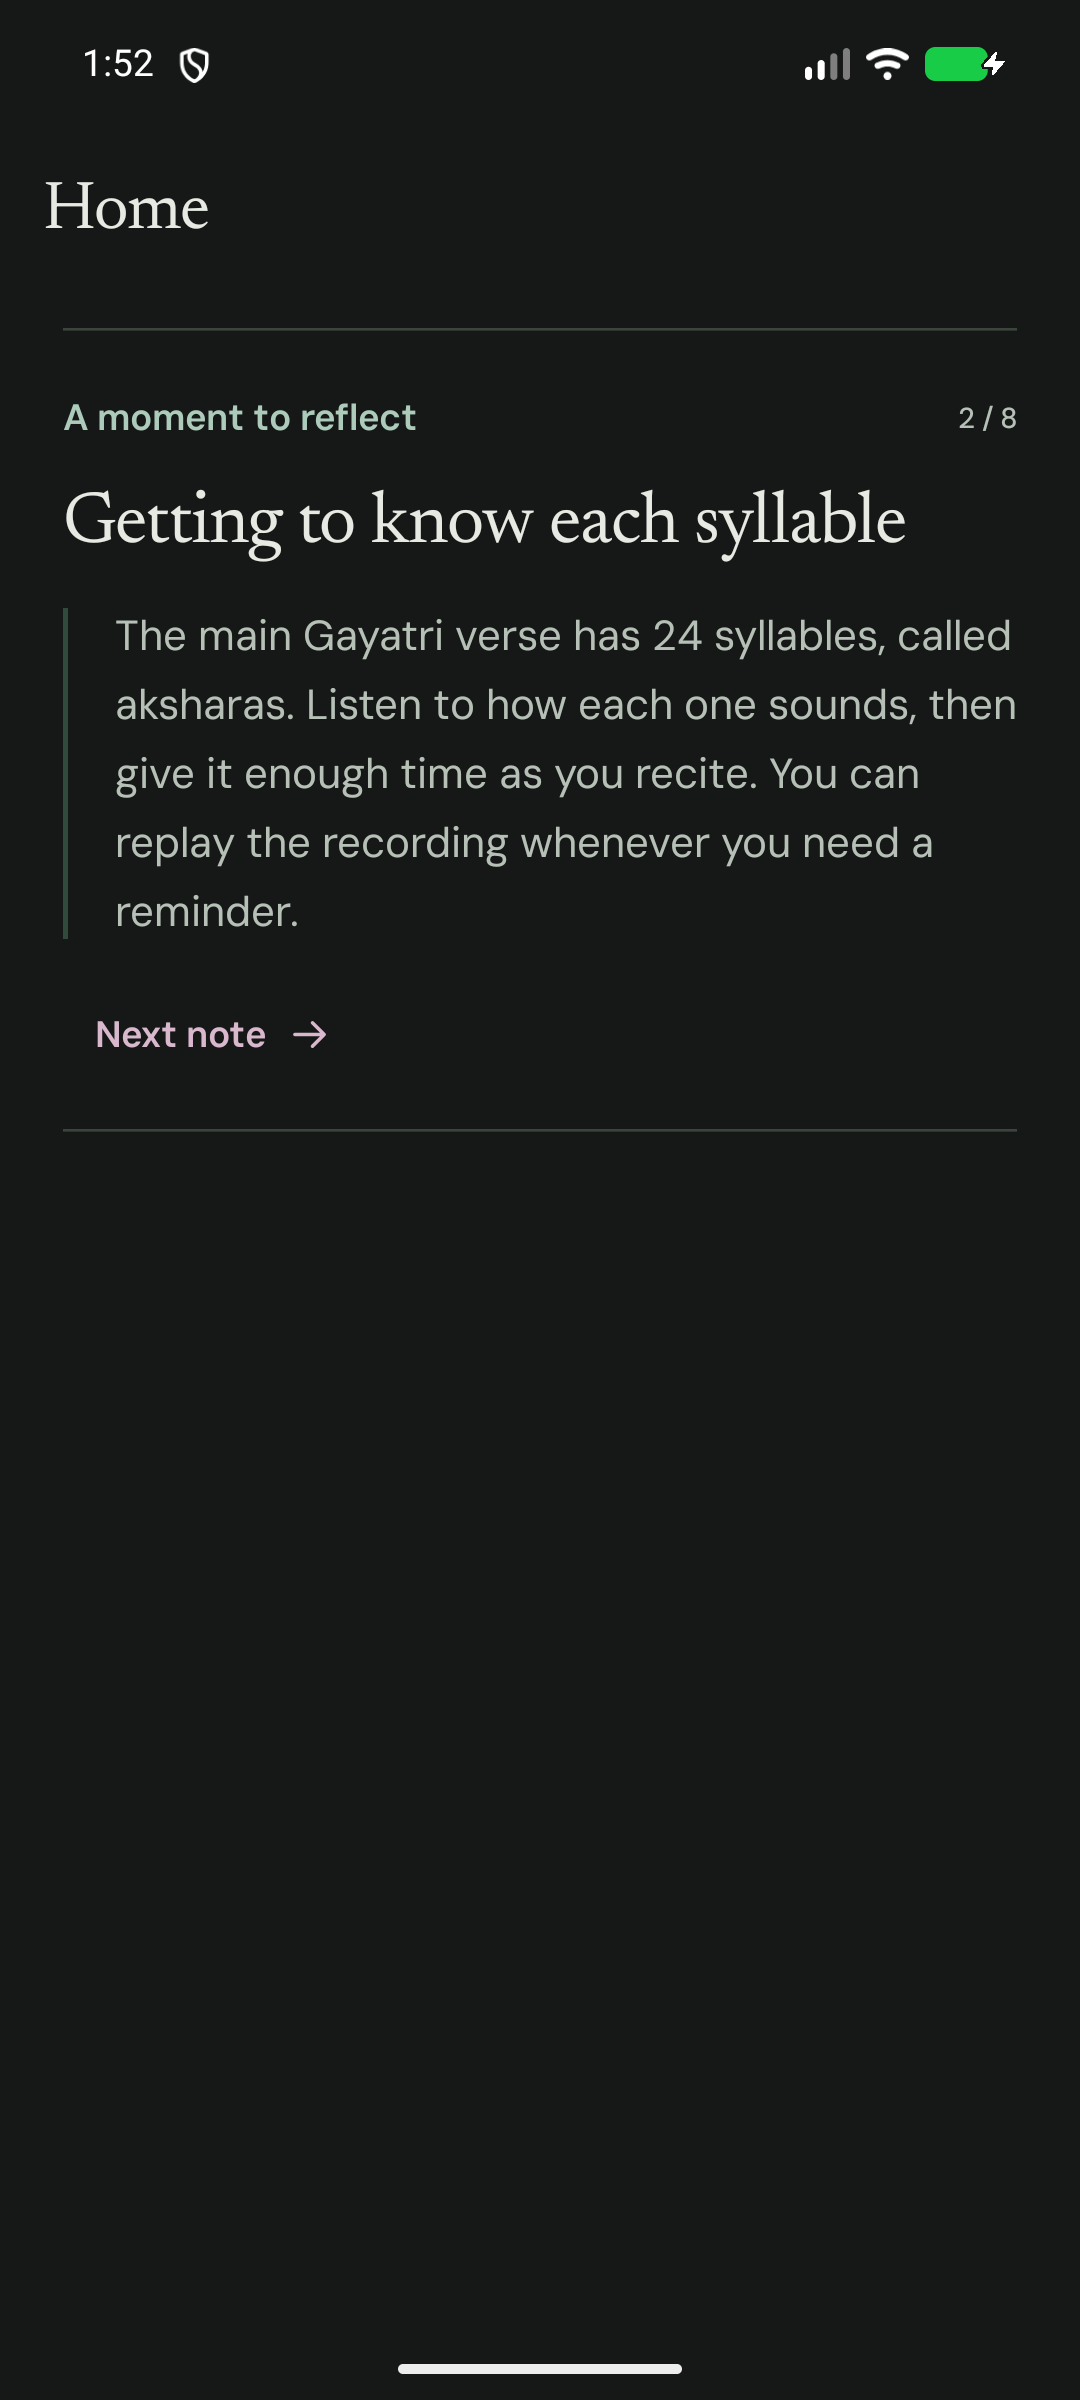 1:52
Home
A moment to reflect
2 / 8
Getting to know each syllable
The main Gayatri verse has 24 syllables, called
aksharas. Listen to how each one sounds, then
give it enough time as you recite. You can
replay the recording whenever you need a
reminder.
Next note →